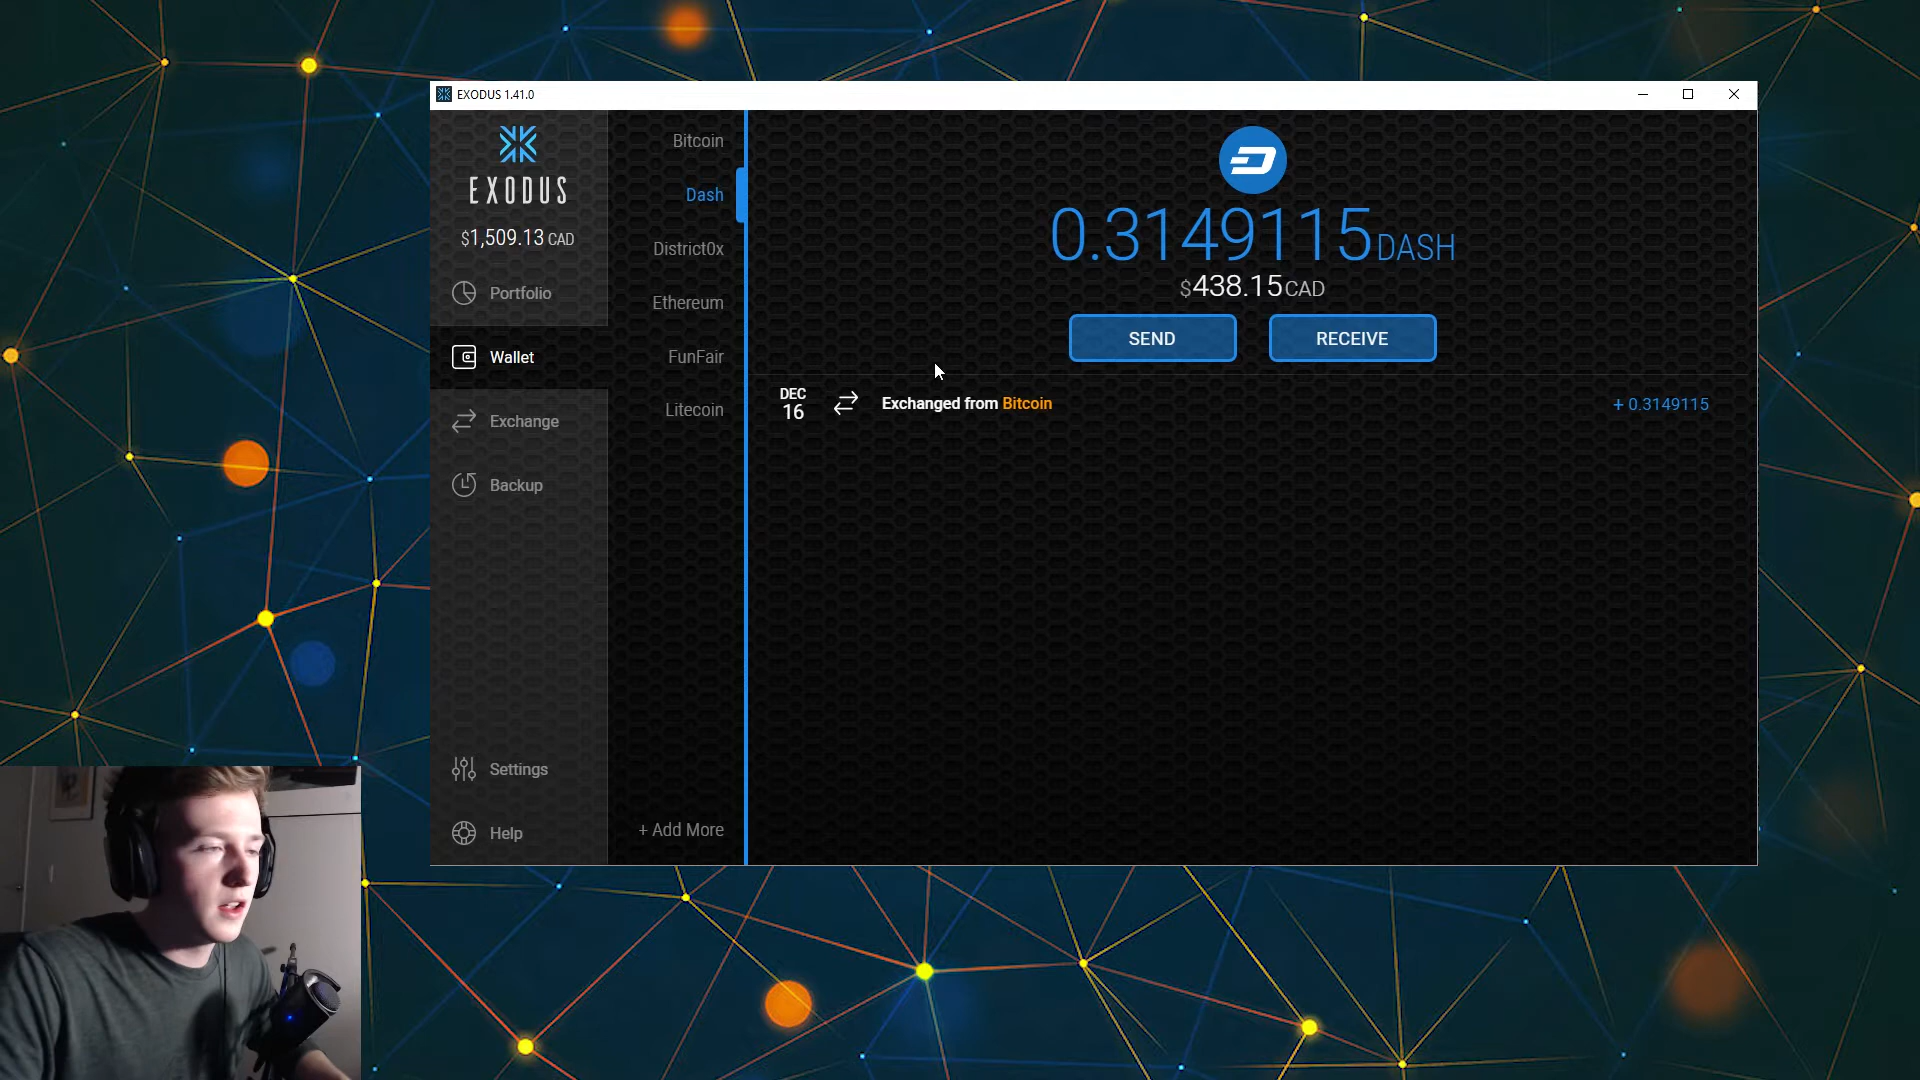 EXODUS 1.41.0
EXODUS
$1,509.13 CAD
Portfolio
Wallet
Exchange
Backup
Settings
Help
Bitcoin
Dash
District0x
Ethereum
FunFair
Litecoin
+ Add More
0.3149115 DASH
$438.15 CAD
SEND
RECEIVE
DEC
16
Exchanged from Bitcoin
+ 0.3149115